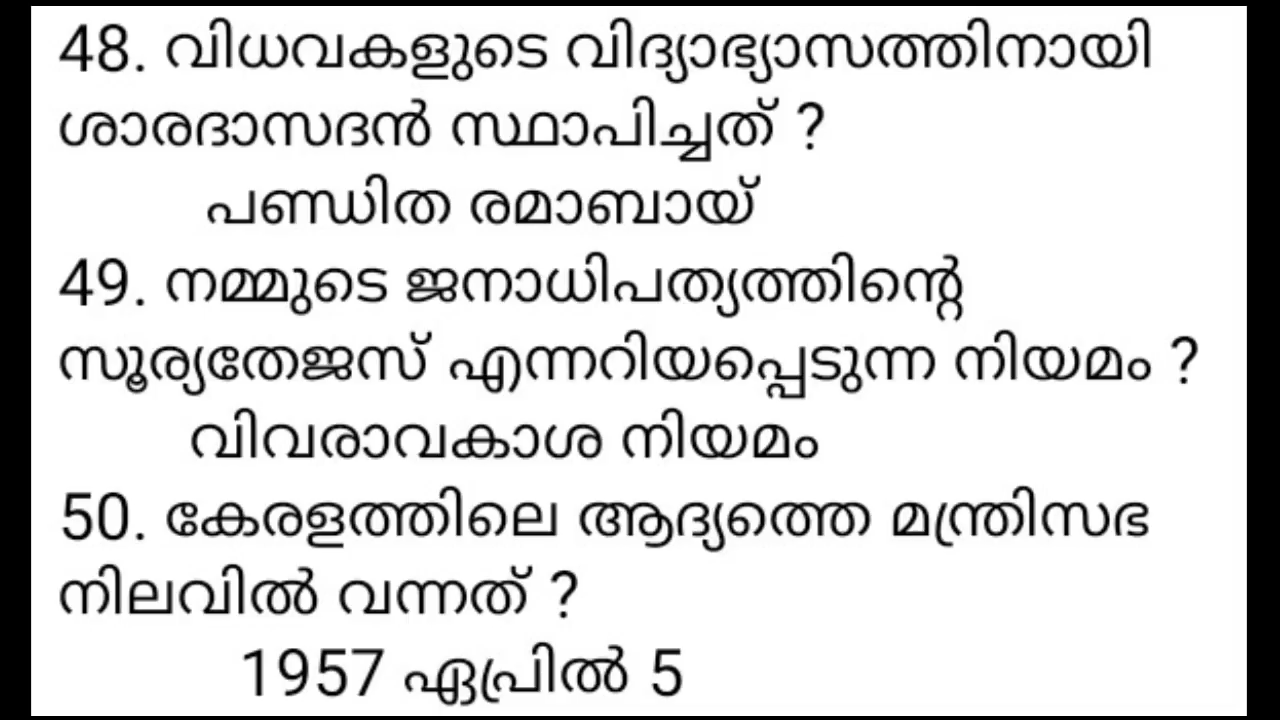 48. വിധവകളുടെ വിദ്യാഭ്യാസത്തിനായി
ശാരദാസദൻ സ്ഥാപിച്ചത് ?
പണ്ഡിത രമാബായ്
49. നമ്മുടെ ജനാധിപത്യത്തിന്റെ
സൂര്യതേജസ് എന്നറിയപ്പെടുന്ന നിയമം ?
വിവരാവകാശ നിയമം
50. കേരളത്തിലെ ആദ്യത്തെ മന്ത്രിസഭ
നിലവിൽ വന്നത് ?
1957 ഏപ്രിൽ 5